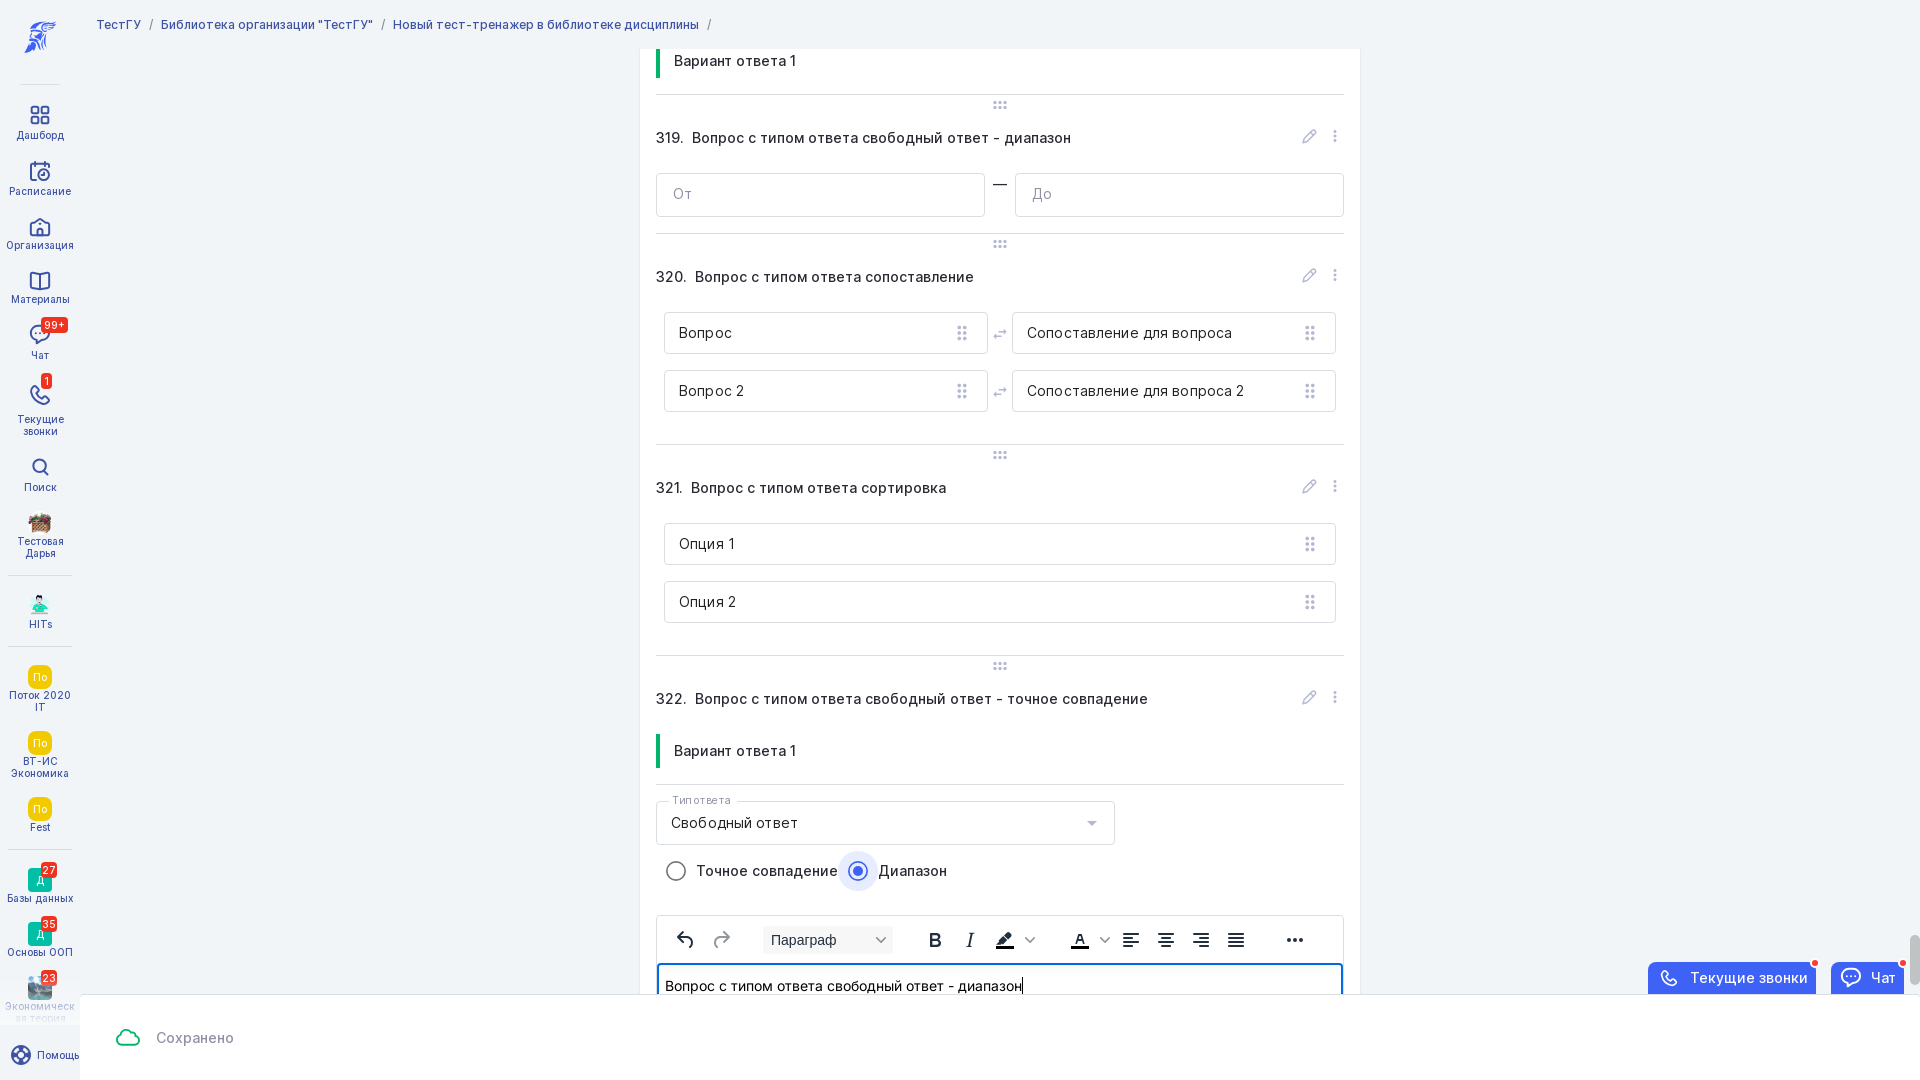 ТестГУ / Библиотека организации "ТестГУ" / Новый тест-тренажер в библиотеке дисциплины /
Дашборд
Расписание
Организация
Материалы
99+
Чат
1
Текущие
звонки
Поиск
Тестовая
Дарья
HITs
По
Поток 2020
IT
По
ВТ-ИС
Экономика
По
Fest
27
Д
Базы данных
35
Д
Основы ООП
23
Экономическ
ая теория
Помощь
Вариант ответа 1
319. Вопрос с типом ответа свободный ответ - диапазон
От — До
320. Вопрос с типом ответа сопоставление
Вопрос Сопоставление для вопроса
Вопрос 2 Сопоставление для вопроса 2
321. Вопрос с типом ответа сортировка
Опция 1
Опция 2
322. Вопрос с типом ответа свободный ответ - точное совпадение
Вариант ответа 1
Тип ответа
Свободный ответ
Точное совпадение Диапазон
Параграф B I A
Вопрос с типом ответа свободный ответ - диапазон
Текущие звонки Чат
Сохранено